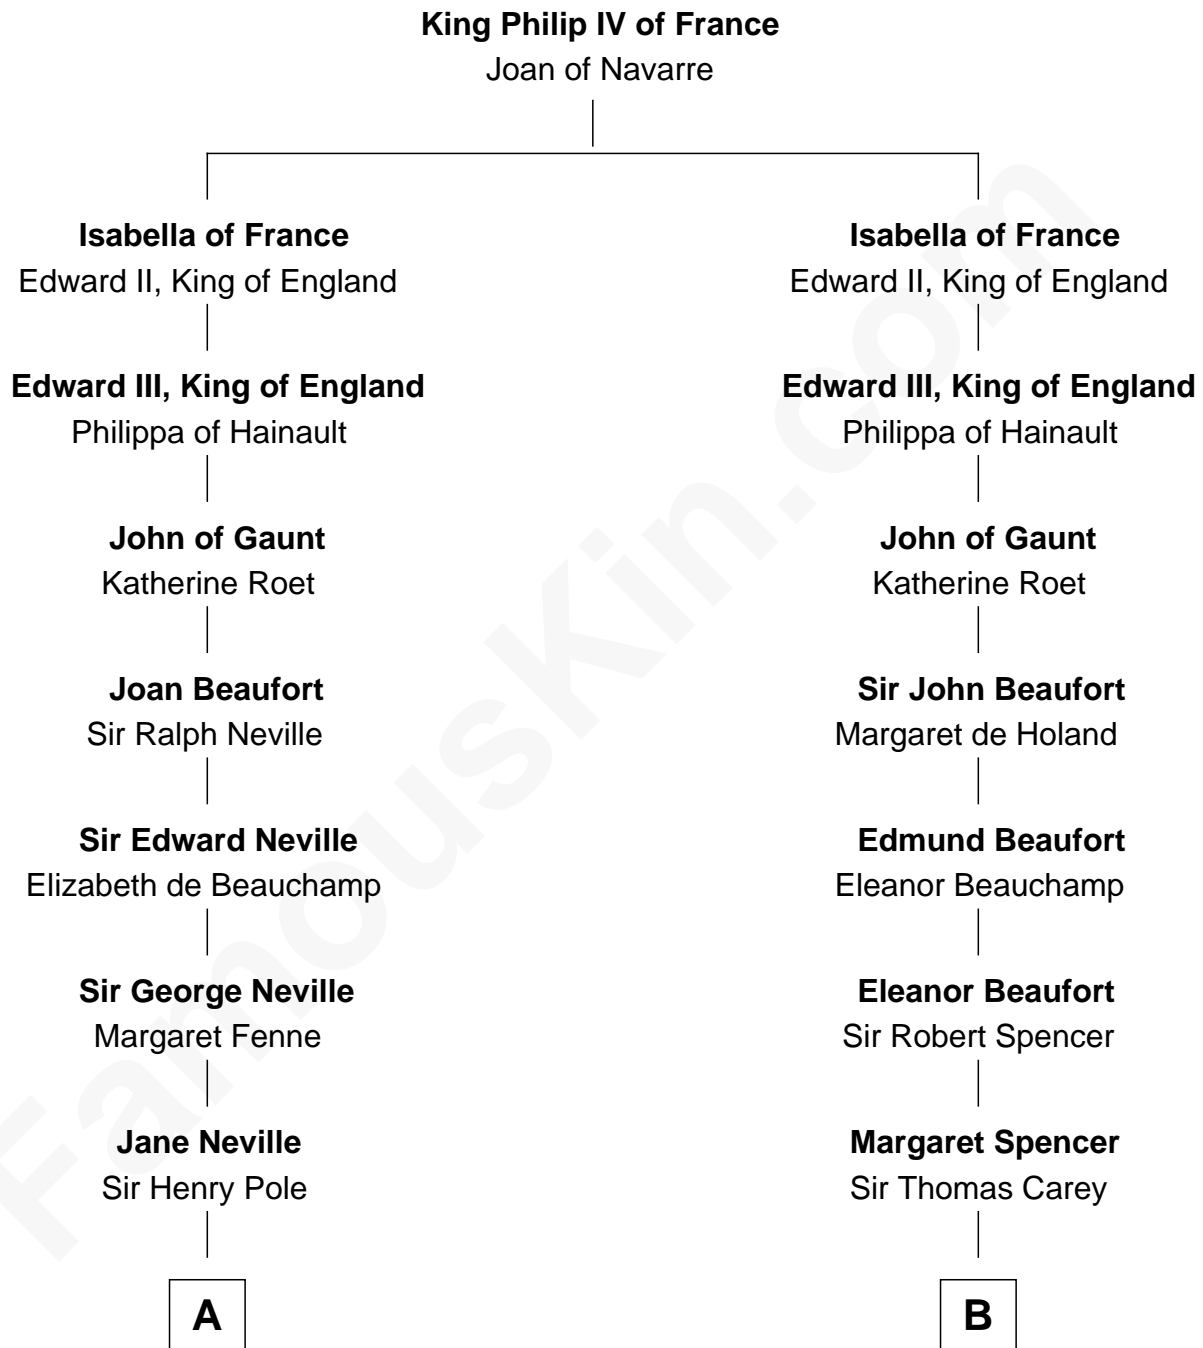 King Philip IV of France
Joan of Navarre
Isabella of France
Edward II, King of England
Edward III, King of England
Philippa of Hainault
John of Gaunt
Katherine Roet
Joan Beaufort
Sir Ralph Neville
Sir Edward Neville
Elizabeth de Beauchamp
Sir George Neville
Margaret Fenne
Jane Neville
Sir Henry Pole
A
Isabella of France
Edward II, King of England
Edward III, King of England
Philippa of Hainault
John of Gaunt
Katherine Roet
Sir John Beaufort
Margaret de Holand
Edmund Beaufort
Eleanor Beauchamp
Eleanor Beaufort
Sir Robert Spencer
Margaret Spencer
Sir Thomas Carey
B
FamousKin.com